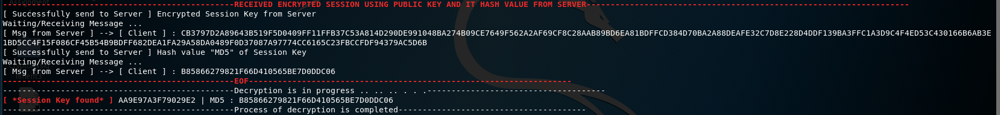 ------------------------------------------------RECEIVED ENCRYPTED SESSION USING PUBLIC KEY AND IT HASH VALUE FROM SERVER-------------------------------------------------------------------
[ Successfully send to Server ] Encrypted Session Key from Server
Waiting/Receiving Message ...
[ Msg from Server ] --> [ Client ] : CB3797D2A89643B519F5D0409FF11FFB37C53A814D290DE991048BA274B09CE7649F562A2AF69CF8C28AAB89BD6EA81BDFFCD384D70BA2A88DEAFE32C7D8E228D4DDF139BA3FFC1A3D9C4F4ED53C430166B6AB3E
1BD5CC4F15F086CF45B54B9BDFF682DEA1FA29A58DA0489F0D37087A97774CC6165C23FBCCFDF94379AC5D6B
[ Successfully send to Server ] Hash value "MD5" of Session Key
Waiting/Receiving Message ...
[ Msg from Server ] --> [ Client ] : B85866279821F66D410565BE7D0DDC06
------------------------------------------------EOF-------------------------------------------------------------------
------------------------------------------------Decryption is in progress .. .. .. . . .-------------------------------------
[ *Session Key found* ] AA9E97A3F79029E2 | MD5 : B85866279821F66D410565BE7D0DDC06
------------------------------------------------Process of decryption is completed---------------------------------------